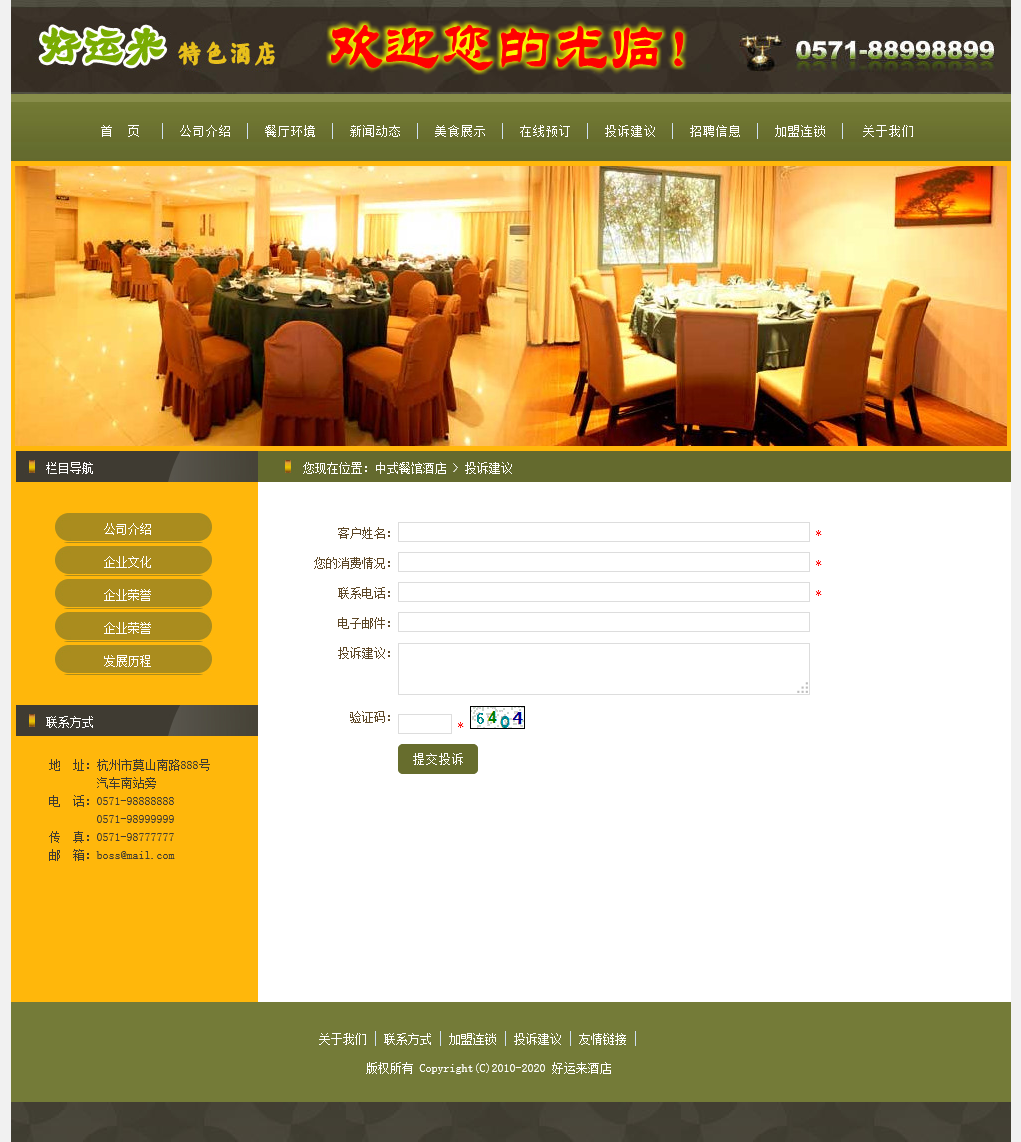 好运来 特色酒店 欢迎您的光临! 0571-88998899
首 页 公司介绍 餐厅环境 新闻动态 美食展示 在线预订 投诉建议 招聘信息 加盟连锁 关于我们
栏目导航
您现在位置：中式餐馆酒店 > 投诉建议
公司介绍
企业文化
企业荣誉
企业荣誉
发展历程
客户姓名： *
您的消费情况： *
联系电话： *
电子邮件：
投诉建议：
验证码： * 6404
提交投诉
联系方式
地 址：杭州市莫山南路888号
汽车南站旁
电 话：0571-98888888
0571-98999999
传 真：0571-98777777
邮 箱：boss@mail.com
关于我们 联系方式 加盟连锁 投诉建议 友情链接
版权所有 Copyright(C)2010-2020 好运来酒店